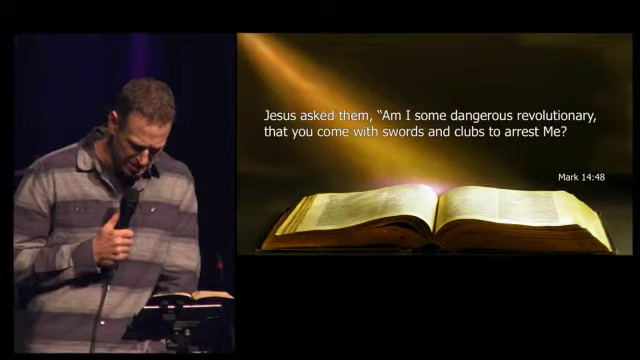 Jesus asked them, “Am I some dangerous revolutionary,
that you come with swords and clubs to arrest Me?
Mark 14:48